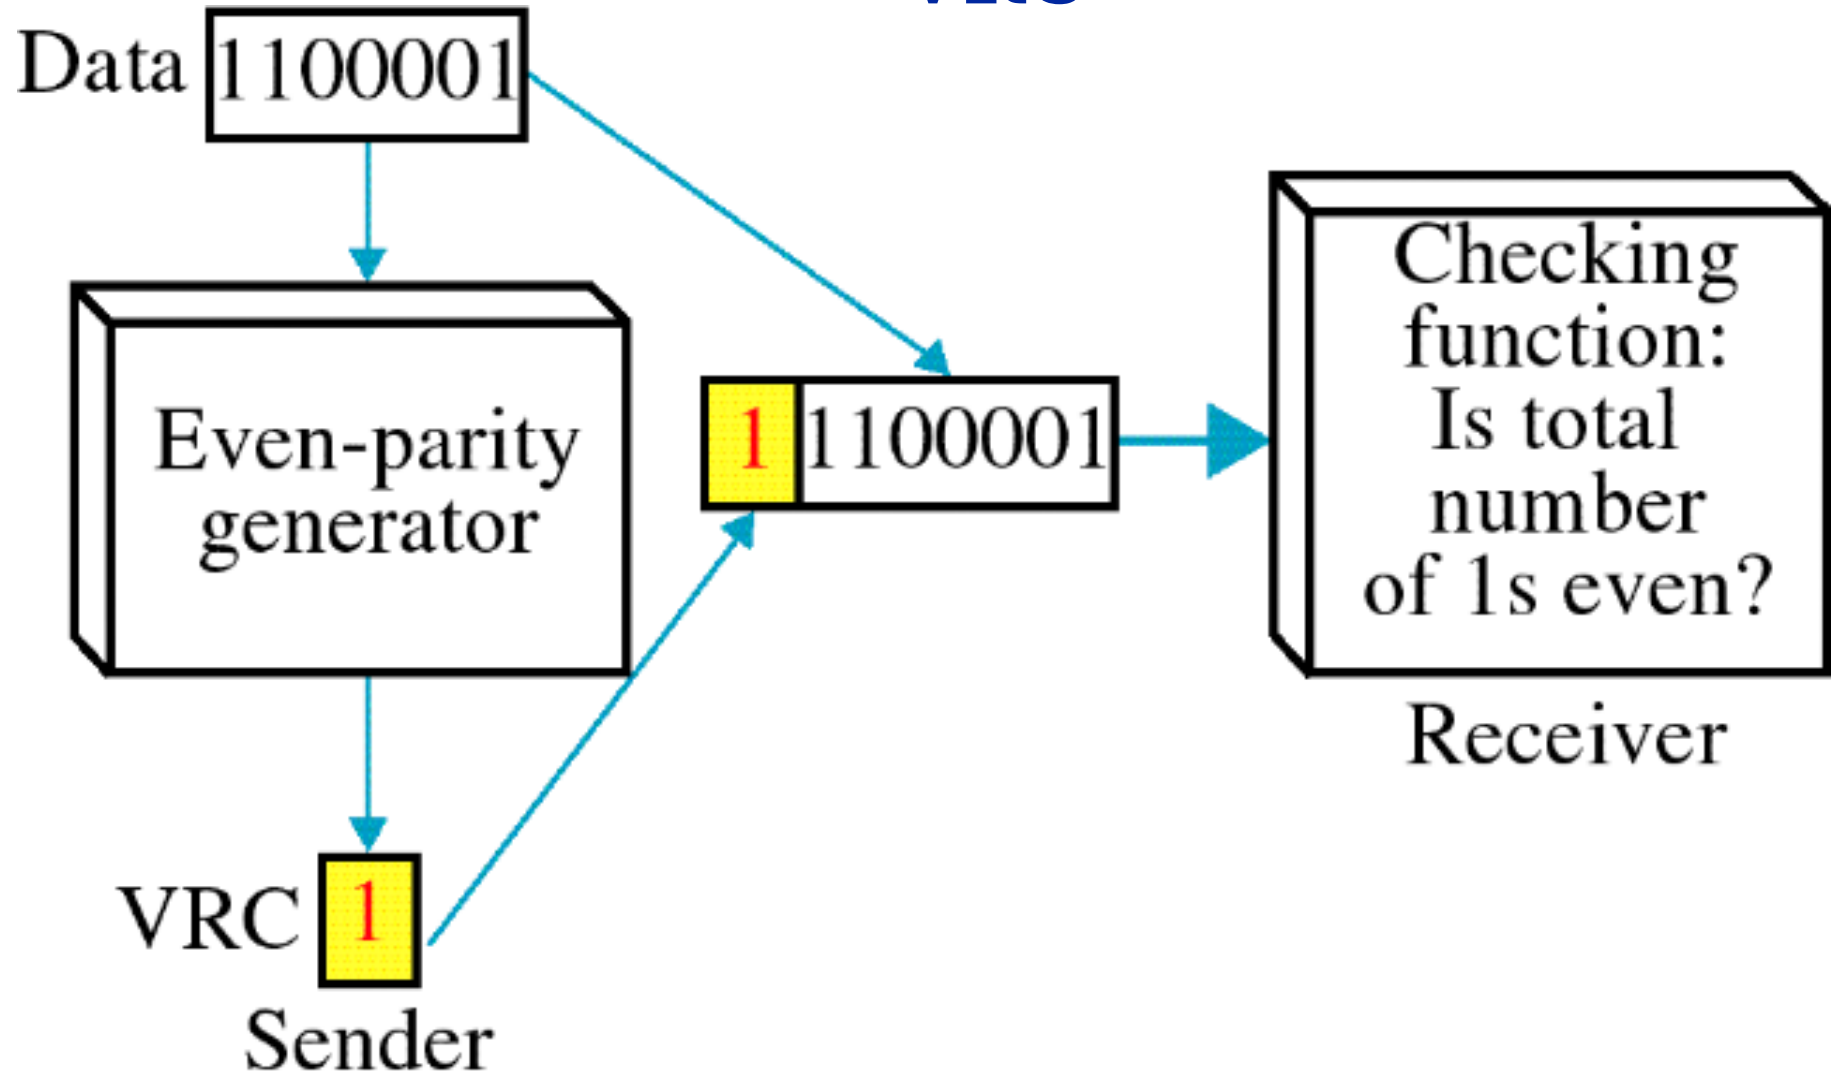 Data 1100001
Even-parity
generator
VRC 1
Sender
1 1100001
Checking
function:
Is total
number
of 1s even?
Receiver